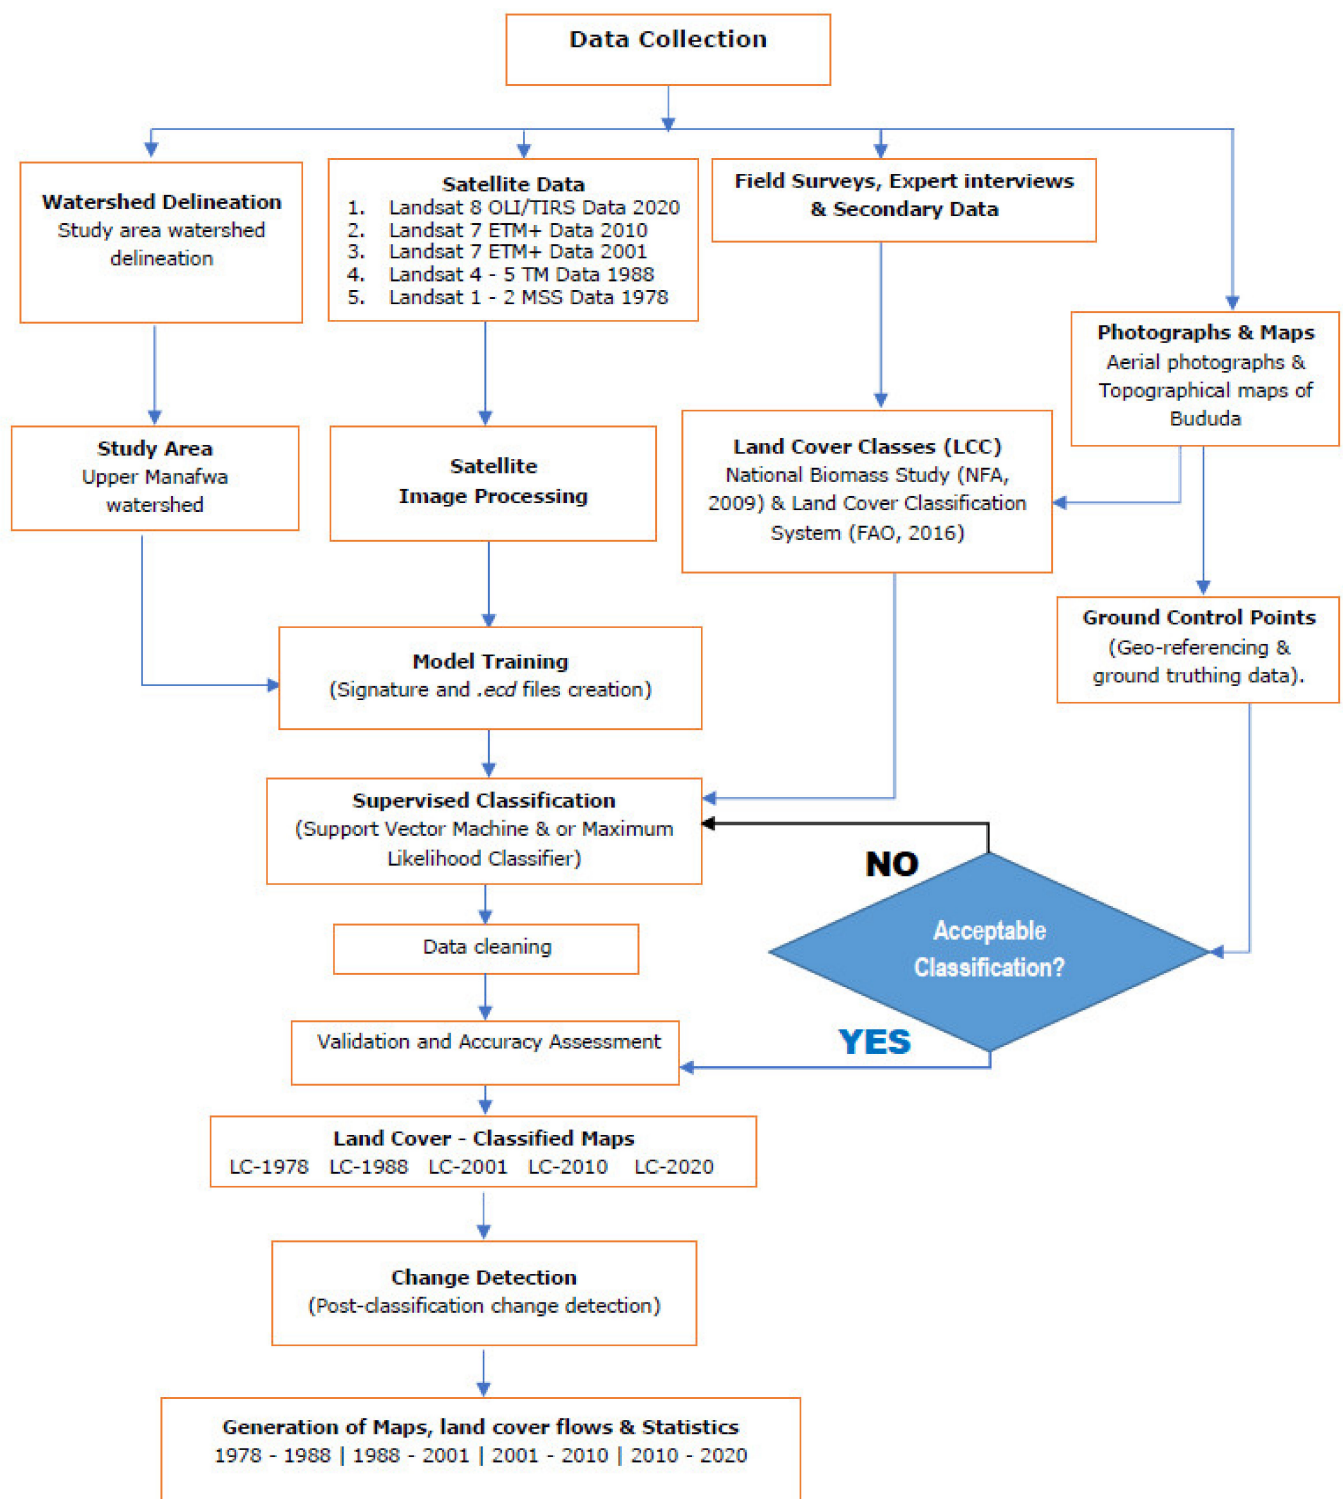 Data Collection
Watershed Delineation
Study area watershed
delineation
Satellite Data
1. Landsat 8 OLI/TIRS Data 2020
2. Landsat 7 ETM+ Data 2010
3. Landsat 7 ETM+ Data 2001
4. Landsat 4 - 5 TM Data 1988
5. Landsat 1 - 2 MSS Data 1978
Field Surveys, Expert interviews
& Secondary Data
Photographs & Maps
Aerial photographs &
Topographical maps of
Bududa
Study Area
Upper Manafwa
watershed
Satellite
Image Processing
Land Cover Classes (LCC)
National Biomass Study (NFA,
2009) & Land Cover Classification
System (FAO, 2016)
Ground Control Points
(Geo-referencing &
ground truthing data).
Model Training
(Signature and .ecd files creation)
Supervised Classification
(Support Vector Machine & or Maximum
Likelihood Classifier)
NO
Acceptable
Classification?
YES
Data cleaning
Validation and Accuracy Assessment
Land Cover - Classified Maps
LC-1978 LC-1988 LC-2001 LC-2010 LC-2020
Change Detection
(Post-classification change detection)
Generation of Maps, land cover flows & Statistics
1978 - 1988 | 1988 - 2001 | 2001 - 2010 | 2010 - 2020